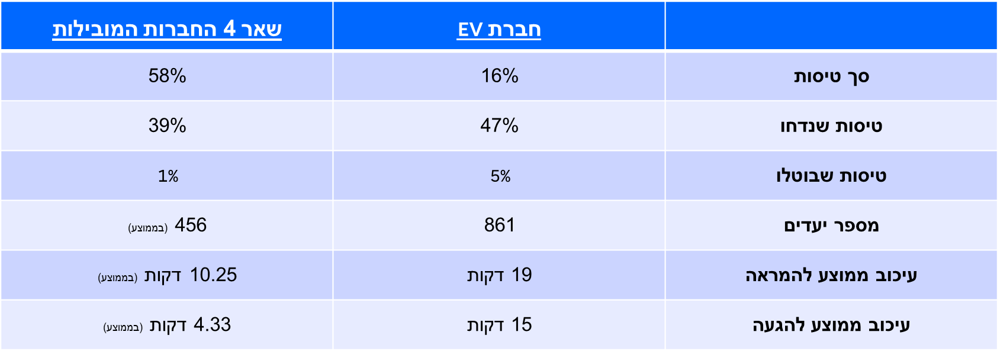 חברת EV
שאר 4 החברות המובילות
סך טיסות
16%
58%
טיסות שנדחו
47%
39%
טיסות שבוטלו
5%
1%
מספר יעדים
861
456 (בממוצע)
עיכוב ממוצע להמראה
19 דקות
10.25 דקות (בממוצע)
עיכוב ממוצע להגעה
15 דקות
4.33 דקות (בממוצע)